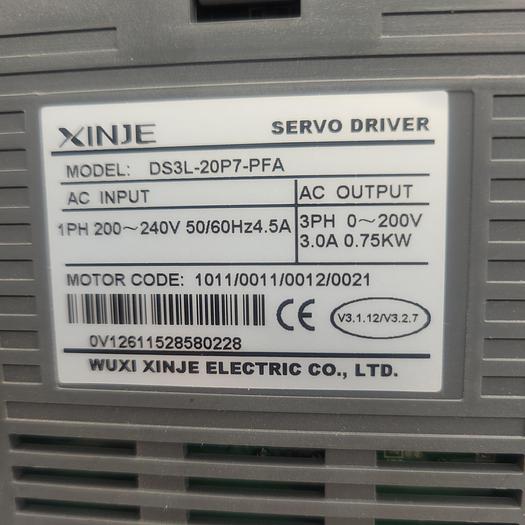 XINJE SERVO DRIVER
MODEL: DS3L-20P7-PFA
AC INPUT
1PH 200～240V 50/60Hz4.5A
AC OUTPUT
3PH 0～200V
3.0A 0.75KW
MOTOR CODE: 1011/0011/0012/0021
CE
V3.1.12/V3.2.7
0V12611528580228
WUXI XINJE ELECTRIC CO., LTD.